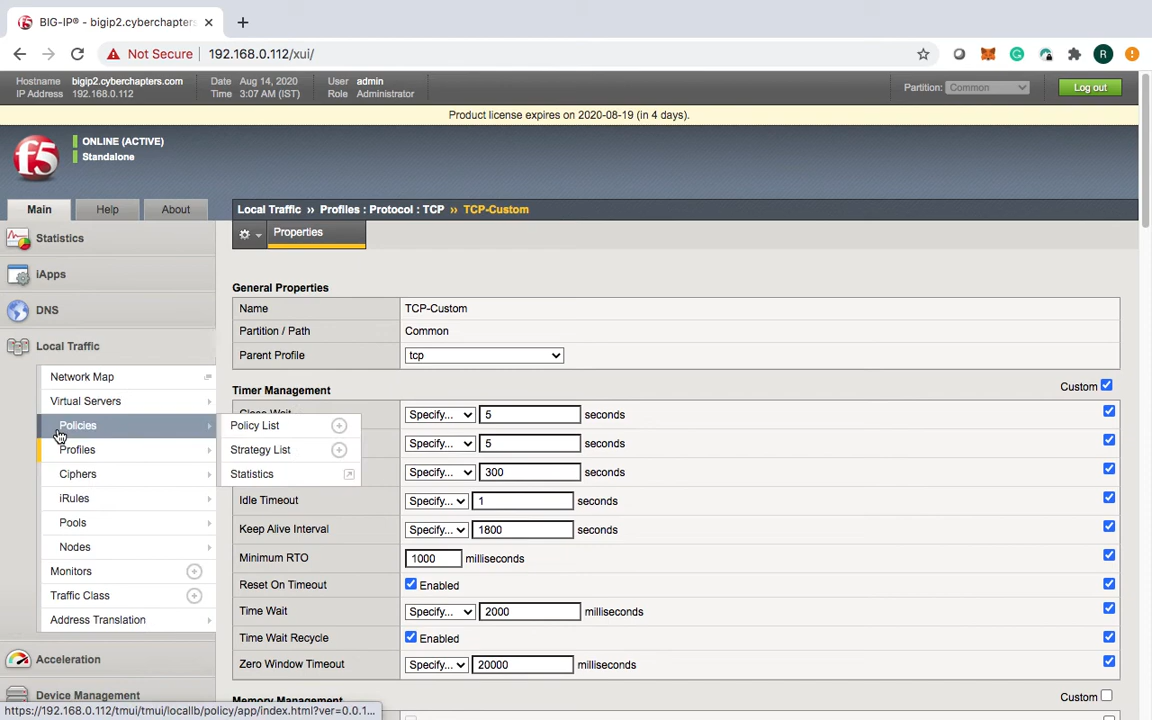 BIG-IP® - bigip2.cyberchapters
Not Secure 192.168.0.112/xui/
R
Hostname bigip2.cyberchapters.com Date Aug 14, 2020 User admin
IP Address 192.168.0.112 Time 3:07 AM (IST) Role Administrator
Partition: Common Log out
Product license expires on 2020-08-19 (in 4 days).
f5
ONLINE (ACTIVE)
Standalone
Main Help About
Local Traffic ›› Profiles : Protocol : TCP ›› TCP-Custom
Properties
Statistics
iApps
DNS
Local Traffic
Network Map
Virtual Servers
Policies
Profiles
Ciphers
iRules
Pools
Nodes
Monitors
Traffic Class
Address Translation
Acceleration
Device Management
Policy List
Strategy List
Statistics
General Properties
Name TCP-Custom
Partition / Path Common
Parent Profile tcp
Timer Management Custom
Close Wait Specify... 5 seconds
Specify... 5 seconds
Specify... 300 seconds
Idle Timeout Specify... 1 seconds
Keep Alive Interval Specify... 1800 seconds
Minimum RTO 1000 milliseconds
Reset On Timeout Enabled
Time Wait Specify... 2000 milliseconds
Time Wait Recycle Enabled
Zero Window Timeout Specify... 20000 milliseconds
Memory Management Custom
https://192.168.0.112/tmui/tmui/locallb/policy/app/index.html?ver=0.0.1...